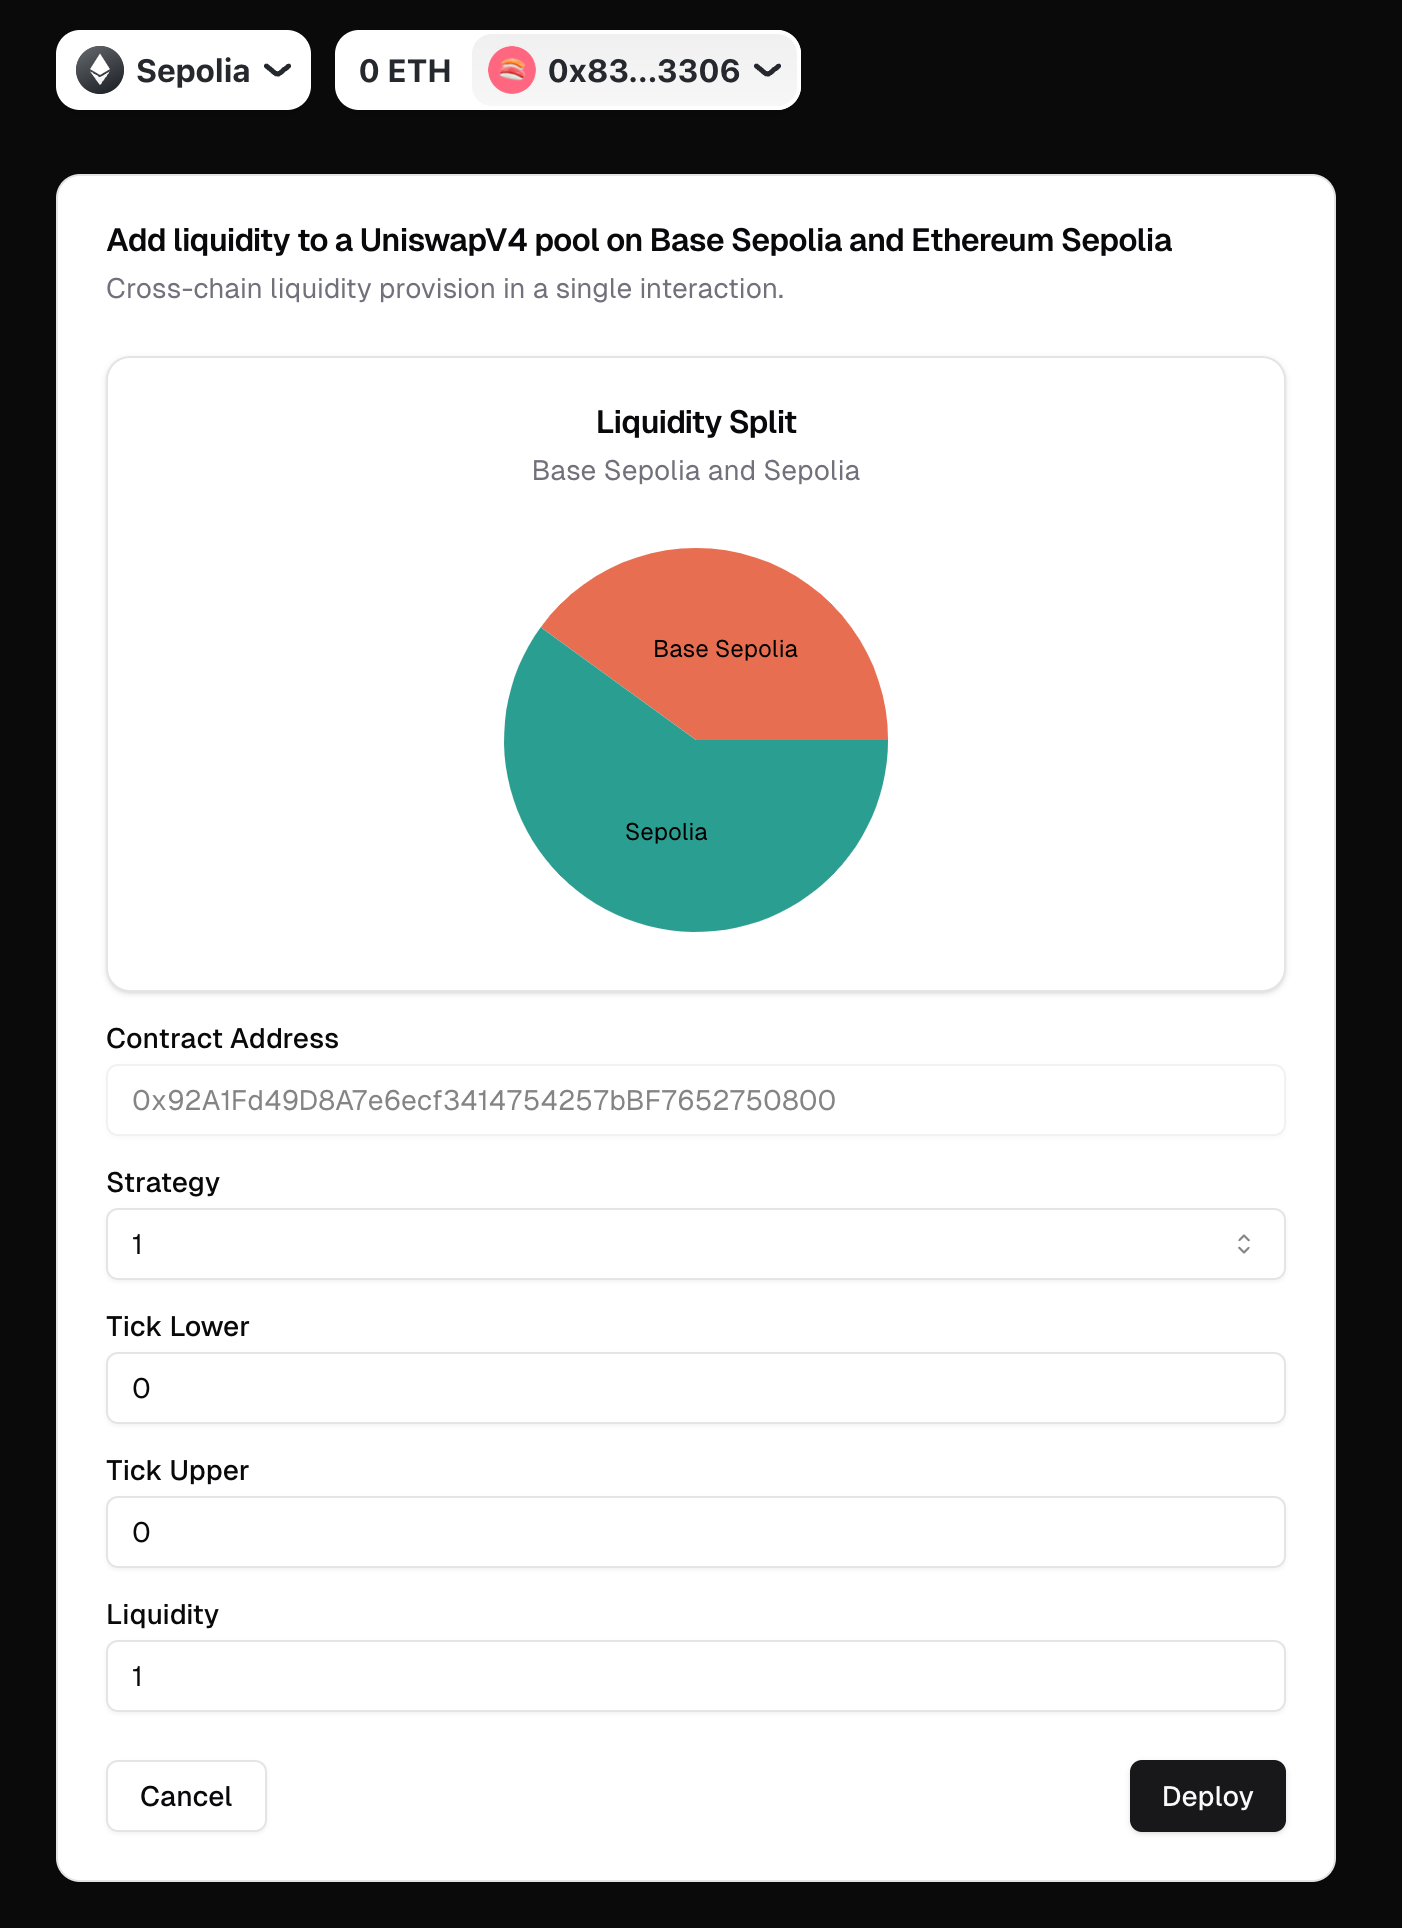 Sepolia
0 ETH
0x83...3306
Add liquidity to a UniswapV4 pool on Base Sepolia and Ethereum Sepolia
Cross-chain liquidity provision in a single interaction.
Liquidity Split
Base Sepolia and Sepolia
Base Sepolia
Sepolia
Contract Address
0x92A1Fd49D8A7e6ecf3414754257bBF7652750800
Strategy
1
Tick Lower
0
Tick Upper
0
Liquidity
1
Cancel
Deploy